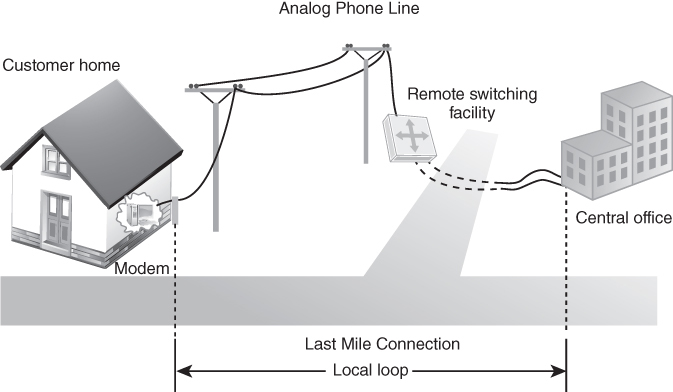 Analog Phone Line
Customer home
Remote switching
facility
Central office
Modem
Last Mile Connection
Local loop